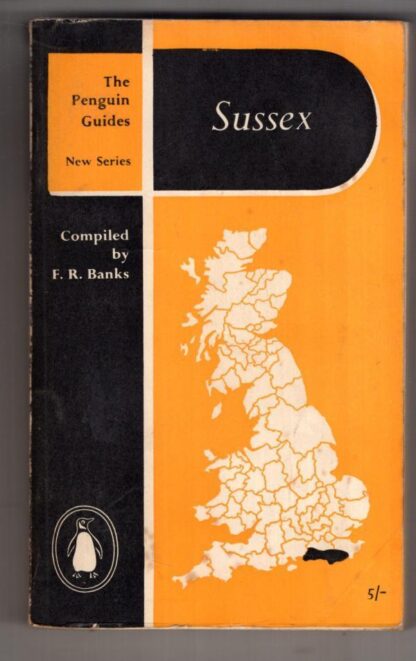 The
Penguin
Guides
New Series
Sussex
Compiled
by
F. R. Banks
5/-